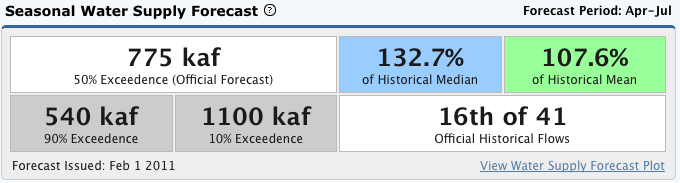 Seasonal Water Supply Forecast ?
Forecast Period: Apr-Jul
775 kaf
50% Exceedence (Official Forecast)
132.7%
of Historical Median
107.6%
of Historical Mean
540 kaf
90% Exceedence
1100 kaf
10% Exceedence
16th of 41
Official Historical Flows
Forecast Issued: Feb 1 2011
View Water Supply Forecast Plot